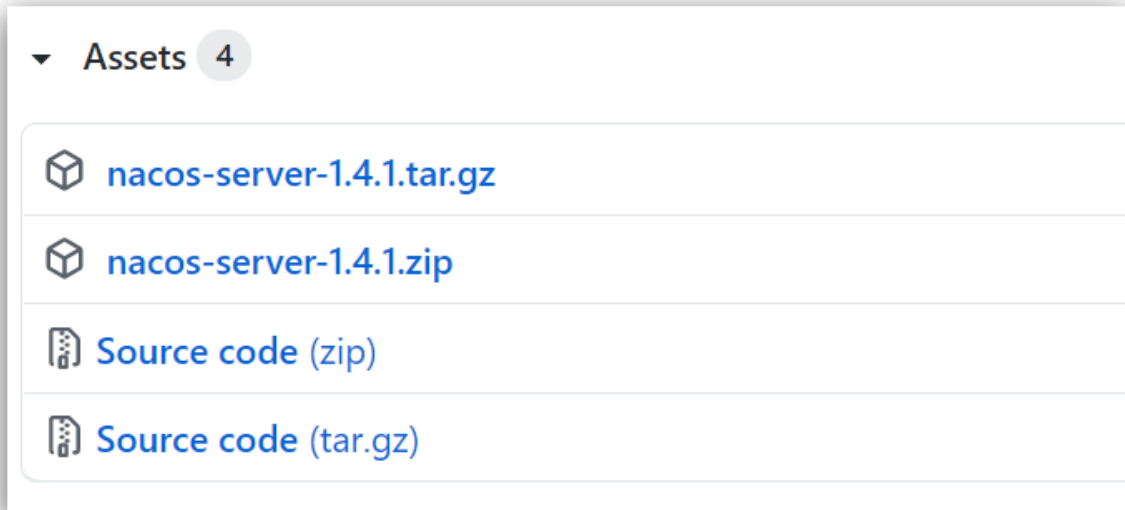 Assets 4
nacos-server-1.4.1.tar.gz
nacos-server-1.4.1.zip
Source code (zip)
Source code (tar.gz)